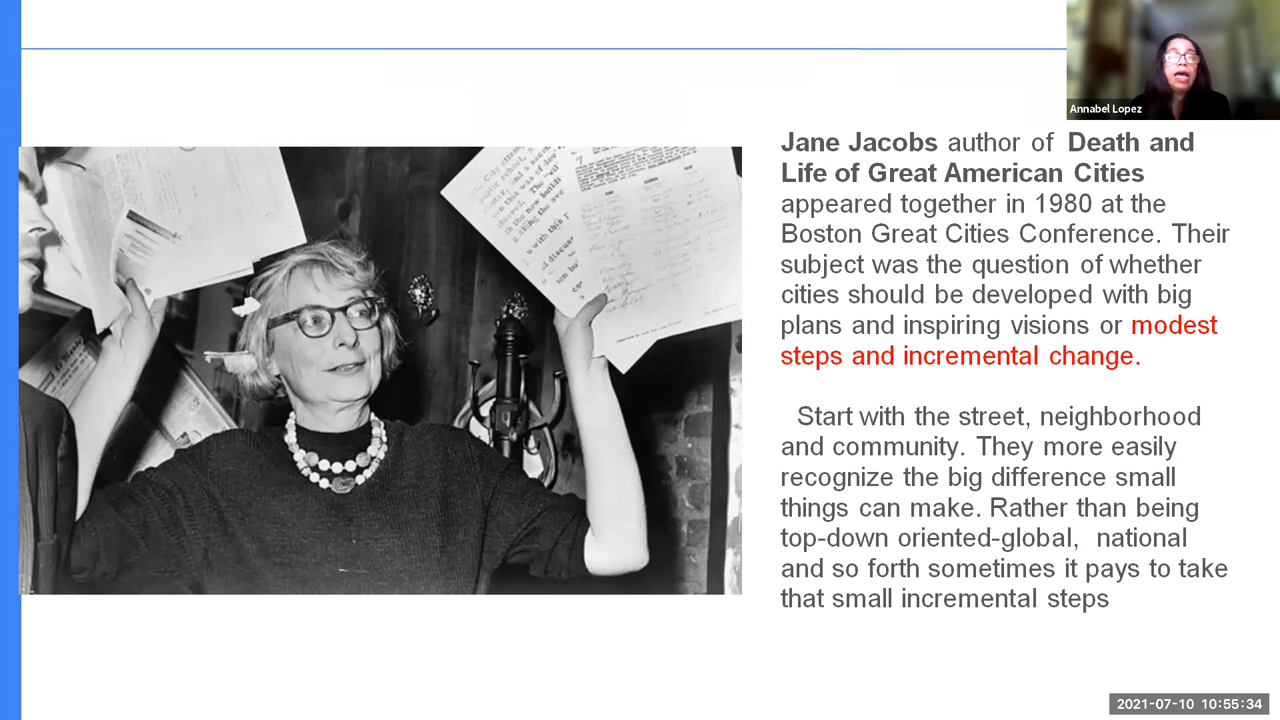 Annabel Lopez
Jane Jacobs author of Death and
Life of Great American Cities
appeared together in 1980 at the
Boston Great Cities Conference. Their
subject was the question of whether
cities should be developed with big
plans and inspiring visions or modest
steps and incremental change.
Start with the street, neighborhood
and community. They more easily
recognize the big difference small
things can make. Rather than being
top-down oriented-global, national
and so forth sometimes it pays to take
that small incremental steps
2021-07-10 10:55:34